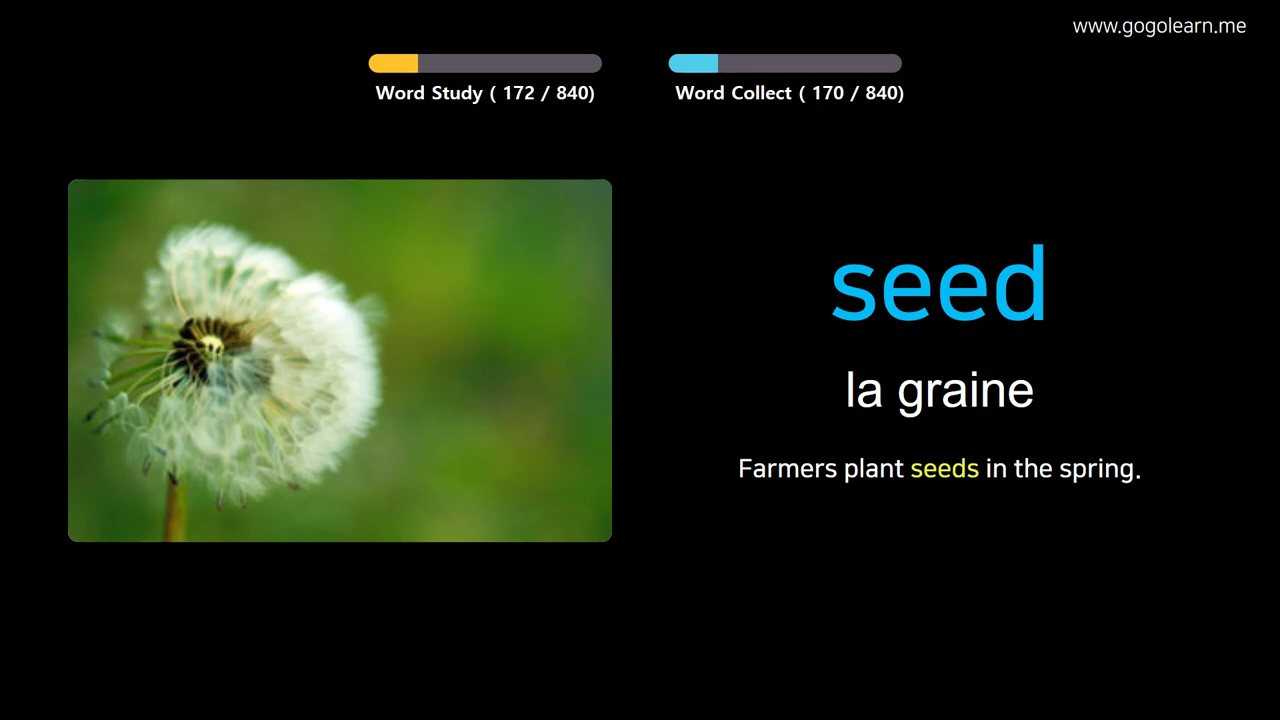 www.gogolearn.me
Word Study ( 172 / 840)
Word Collect ( 170 / 840)
seed
la graine
Farmers plant seeds in the spring.